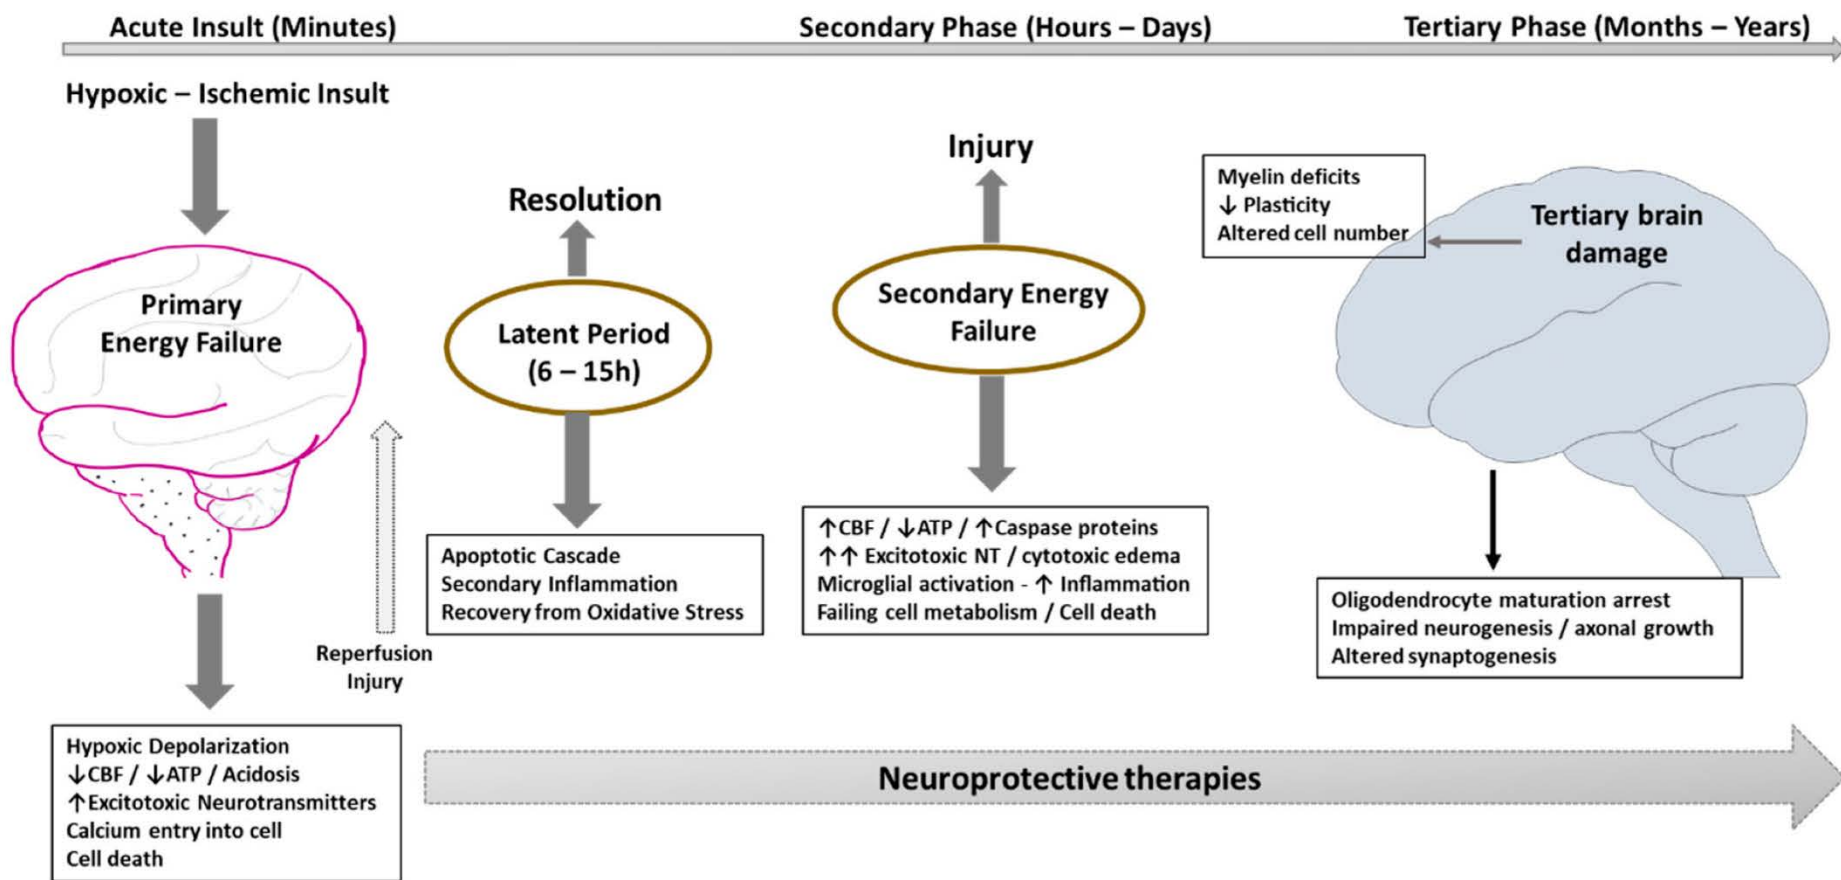 Acute Insult (Minutes)
Secondary Phase (Hours – Days)
Tertiary Phase (Months – Years)
Hypoxic – Ischemic Insult
Primary
Energy Failure
Reperfusion
Injury
Hypoxic Depolarization
↓CBF / ↓ATP / Acidosis
↑Excitotoxic Neurotransmitters
Calcium entry into cell
Cell death
Resolution
Latent Period
(6 – 15h)
Apoptotic Cascade
Secondary Inflammation
Recovery from Oxidative Stress
Injury
Secondary Energy
Failure
↑CBF / ↓ATP / ↑Caspase proteins
↑↑ Excitotoxic NT / cytotoxic edema
Microglial activation - ↑ Inflammation
Failing cell metabolism / Cell death
Myelin deficits
↓ Plasticity
Altered cell number
Tertiary brain
damage
Oligodendrocyte maturation arrest
Impaired neurogenesis / axonal growth
Altered synaptogenesis
Neuroprotective therapies